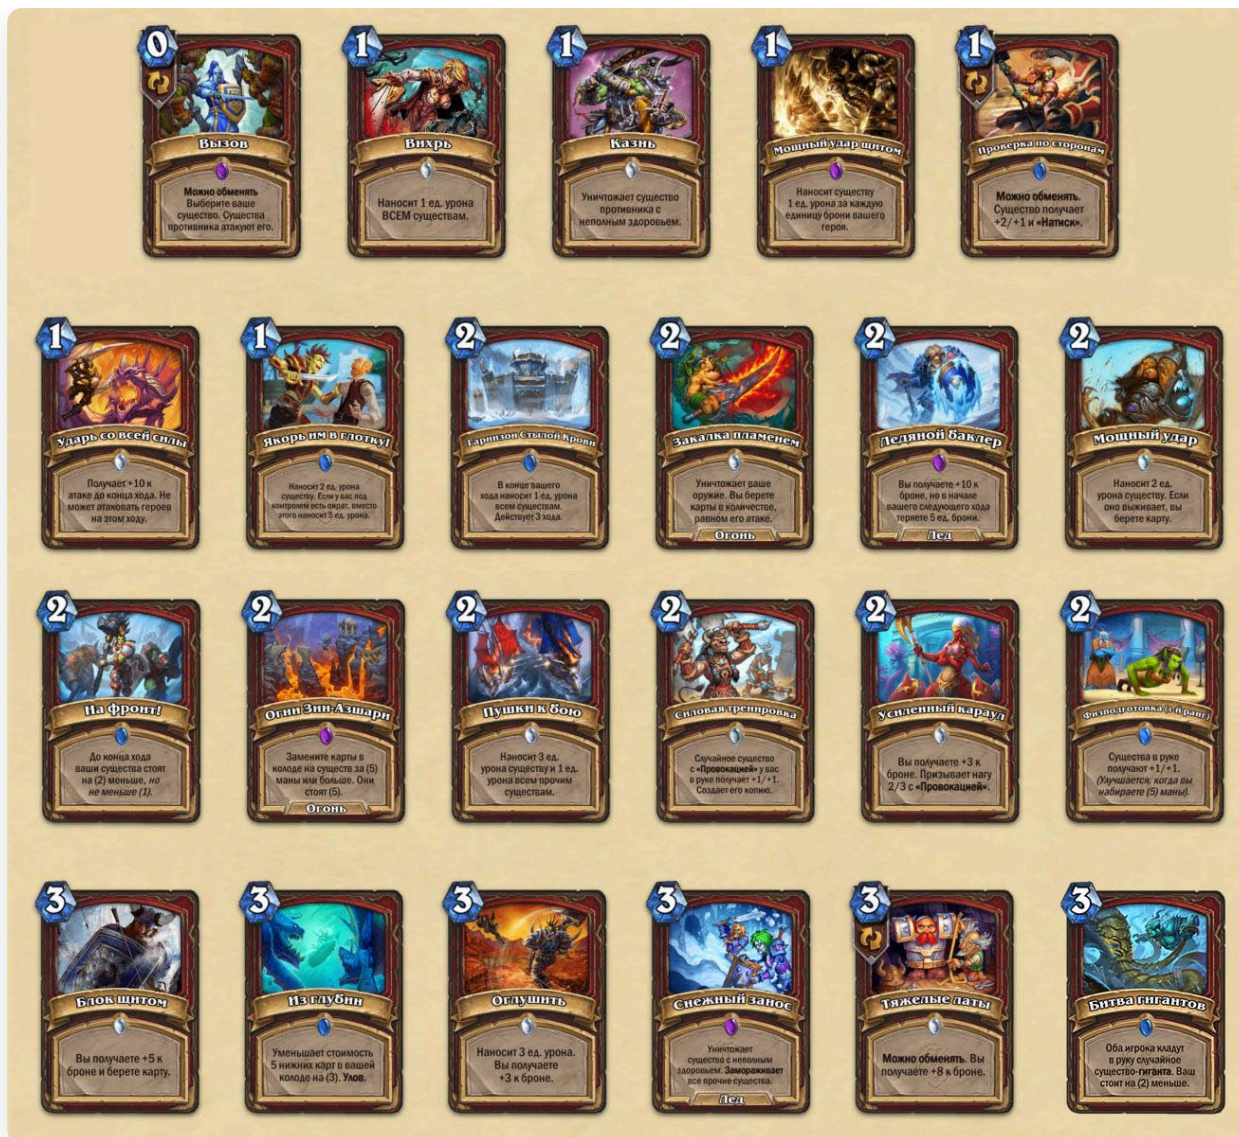 0
Вызов
Можно обменять
Выберите ваше
существо. Существа
противника атакуют его.
1
Вихрь
Наносит 1 ед. урона
ВСЕМ существам.
1
Казнь
Уничтожает существо
противника с
неполным здоровьем.
1
Мощный удар щитом
Наносит существу
1 ед. урона за каждую
единицу брони вашего
героя.
1
Проверка по сторонам
Можно обменять.
Существо получает
+2/+1 и «Натиск».
1
Ударь со всей силы
Получает +10 к
атаке до конца хода. Не
может атаковать героев
на этом ходу.
1
Якорь им в глотку!
Наносит 2 ед. урона
существу. Если у вас под
контролем есть пират, вместо
этого наносит 5 ед. урона.
2
Гарнизон Стылой Крови
В конце вашего
хода наносит 1 ед. урона
всем существам.
Действует 3 хода.
2
Закалка пламенем
Уничтожает ваше
оружие. Вы берете
карты в количестве,
равном его атаке.
Огонь
2
Ледяной баклер
Вы получаете +10 к
броне, но в начале
вашего следующего хода
теряете 5 ед. брони.
Лед
2
Мощный удар
Наносит 2 ед.
урона существу. Если
оно выживает, вы
берете карту.
2
На фронт!
До конца хода
ваши существа стоят
на (2) меньше, но
не меньше (1).
2
Огни Зин-Азшари
Замените карты в
колоде на существ за (5)
маны или больше. Они
стоят (5).
Огонь
2
Пушки к бою
Наносит 3 ед.
урона существу и 1 ед.
урона всем прочим
существам.
2
Силовая тренировка
Случайное существо
с «Провокацией» у вас
в руке получает +1/+1.
Создает его копию.
2
Усиленный караул
Вы получаете +3 к
броне. Призывает нагу
2/3 с «Провокацией».
2
Физподготовка (1-й ранг)
Существа в руке
получают +1/+1.
(Улучшается, когда вы
набираете (5) маны).
3
Блок щитом
Вы получаете +5 к
броне и берете карту.
3
Из глубин
Уменьшает стоимость
5 нижних карт в вашей
колоде на (3). Улов.
3
Оглушить
Наносит 3 ед. урона.
Вы получаете
+3 к броне.
3
Снежный занос
Уничтожает
существо с неполным
здоровьем. Замораживает
все прочие существа.
Лед
3
Тяжелые латы
Можно обменять. Вы
получаете +8 к броне.
3
Битва гигантов
Оба игрока кладут
в руку случайное
существо-гиганта. Ваш
стоит на (2) меньше.